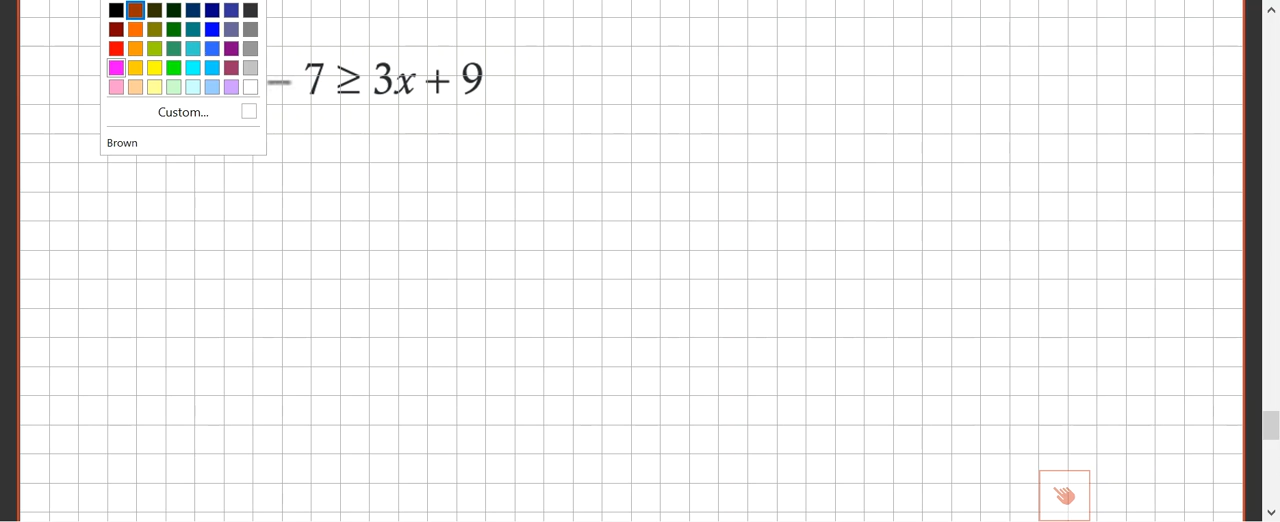 − 7 ≥ 3x + 9
Custom...
Brown